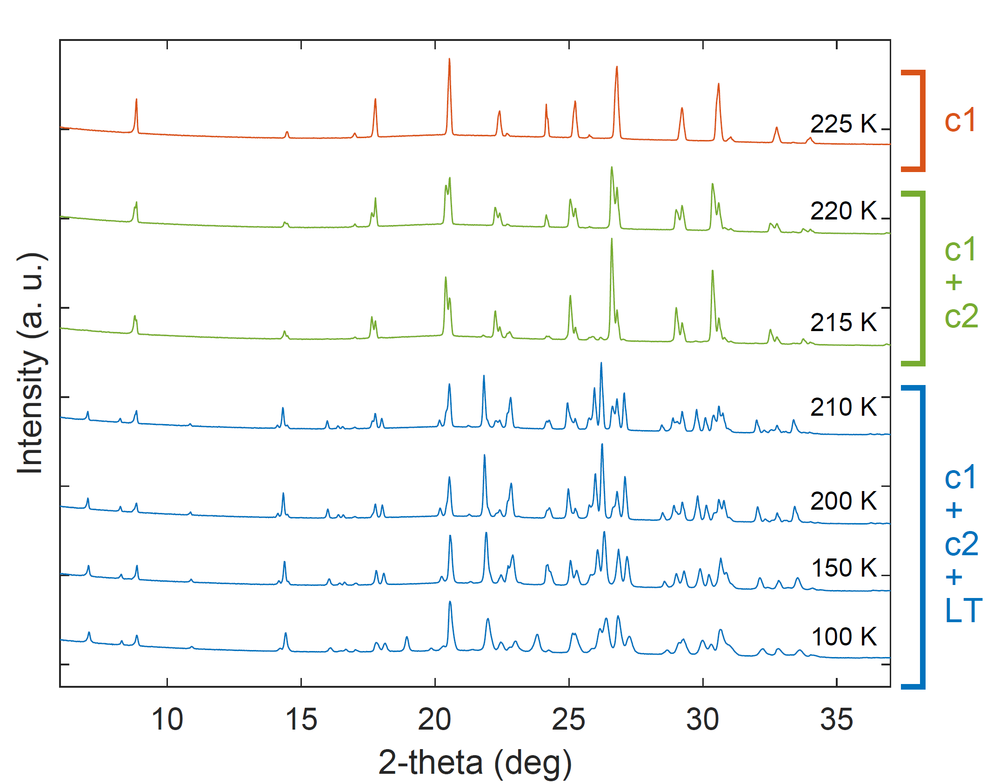 225 K
c1
220 K
c1
+
c2
215 K
210 K
200 K
150 K
100 K
c1
+
c2
+
LT
Intensity (a. u.)
10 15 20 25 30 35
2-theta (deg)